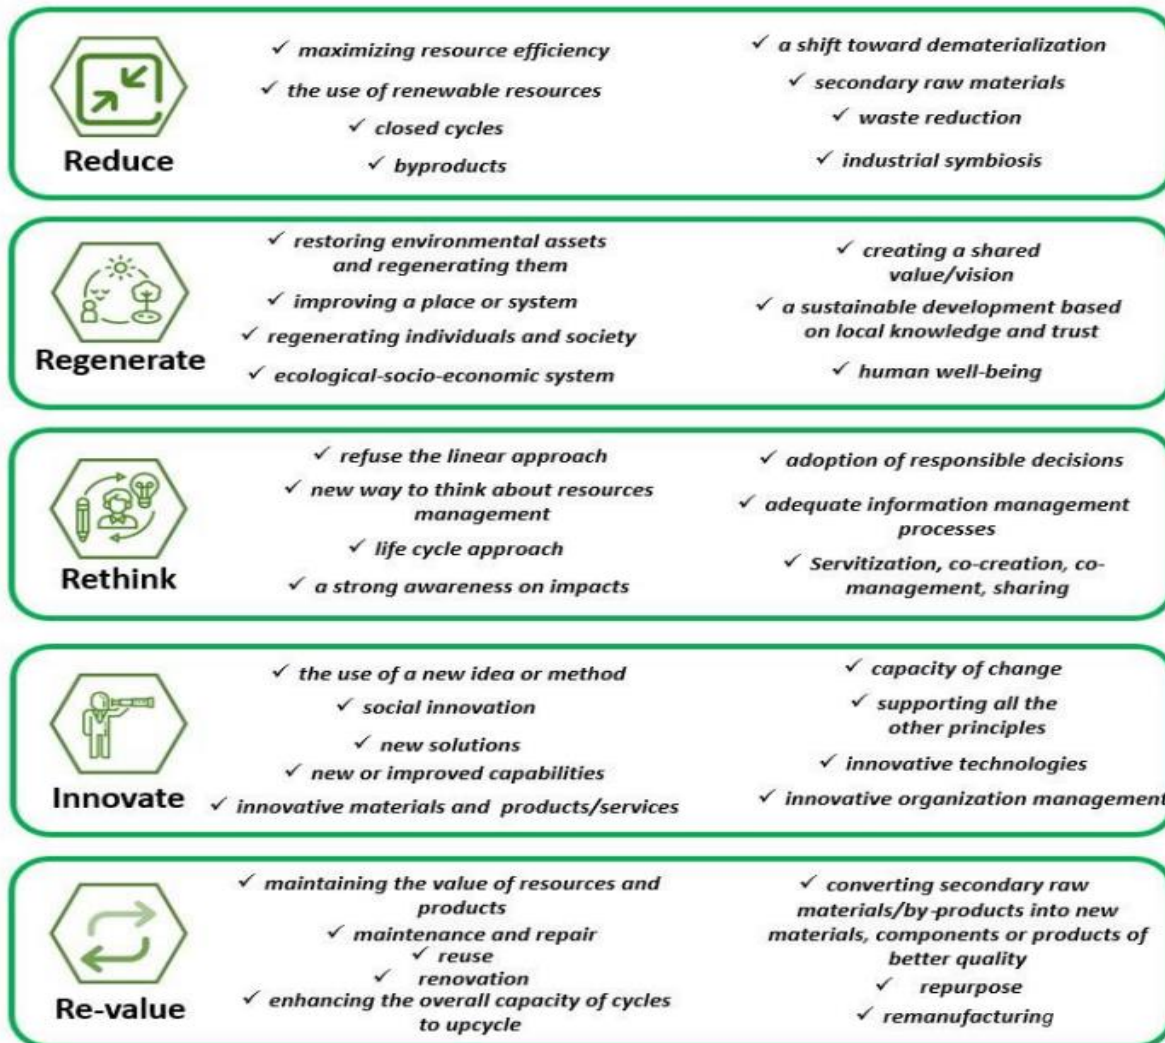 ✓ maximizing resource efficiency
✓ the use of renewable resources
✓ closed cycles
✓ byproducts
✓ a shift toward dematerialization
✓ secondary raw materials
✓ waste reduction
✓ industrial symbiosis
Reduce
✓ restoring environmental assets
and regenerating them
✓ improving a place or system
✓ regenerating individuals and society
✓ ecological-socio-economic system
✓ creating a shared
value/vision
✓ a sustainable development based
on local knowledge and trust
✓ human well-being
Regenerate
✓ refuse the linear approach
✓ new way to think about resources
management
✓ life cycle approach
✓ a strong awareness on impacts
✓ adoption of responsible decisions
✓ adequate information management
processes
✓ Servitization, co-creation, co-
management, sharing
Rethink
✓ the use of a new idea or method
✓ social innovation
✓ new solutions
✓ new or improved capabilities
✓ innovative materials and products/services
✓ capacity of change
✓ supporting all the
other principles
✓ innovative technologies
✓ innovative organization management
Innovate
✓ maintaining the value of resources and
products
✓ maintenance and repair
✓ reuse
✓ renovation
✓ enhancing the overall capacity of cycles
to upcycle
✓ converting secondary raw
materials/by-products into new
materials, components or products of
better quality
✓ repurpose
✓ remanufacturing
Re-value